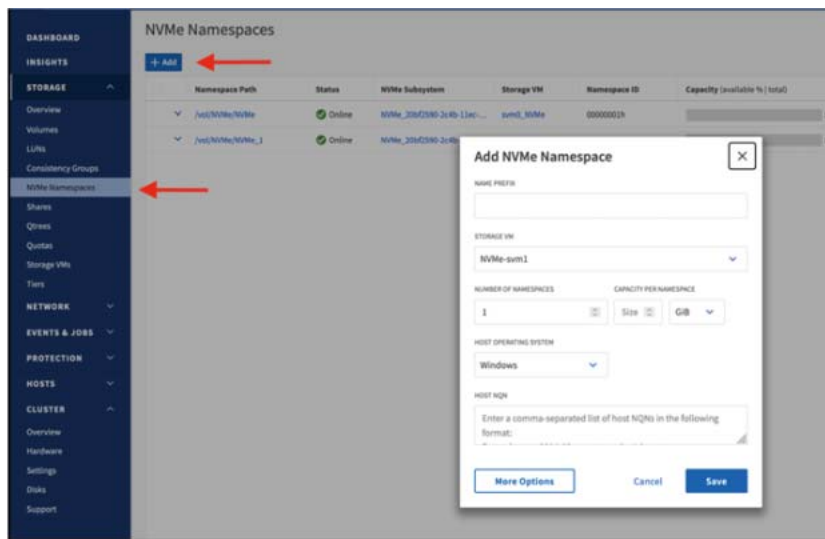 NVMe Namespaces
+ Add
DASHBOARD
INSIGHTS
STORAGE
Overview
Volumes
LUNs
Consistency Groups
NVMe Namespaces
Shares
Qtrees
Quotas
Storage VMs
Tiers
NETWORK
EVENTS & JOBS
PROTECTION
HOSTS
CLUSTER
Overview
Hardware
Settings
Disks
Support
Namespace Path Status NVMe Subsystem Storage VM Namespace ID Capacity (available % | total)
/vol/NVMe/NVMe Online svm0_NVMe 00000001h
/vol/NVMe/NVMe_1 Online
Add NVMe Namespace
NAME PREFIX
STORAGE VM
NVMe-svm1
NUMBER OF NAMESPACES CAPACITY PER NAMESPACE
1 Size GiB
HOST OPERATING SYSTEM
Windows
HOST NQN
Enter a comma-separated list of host NQNs in the following
format:
More Options Cancel Save